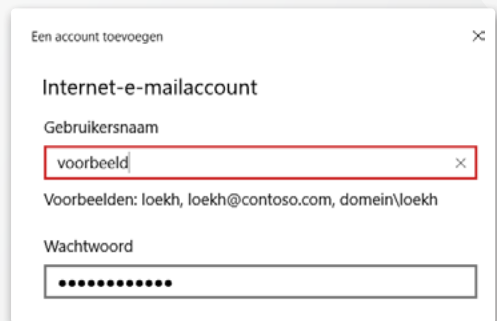 Een account toevoegen
Internet-e-mailaccount
Gebruikersnaam
voorbeeld
Voorbeelden: loekh, loekh@contoso.com, domein\loekh
Wachtwoord
●●●●●●●●●●●●